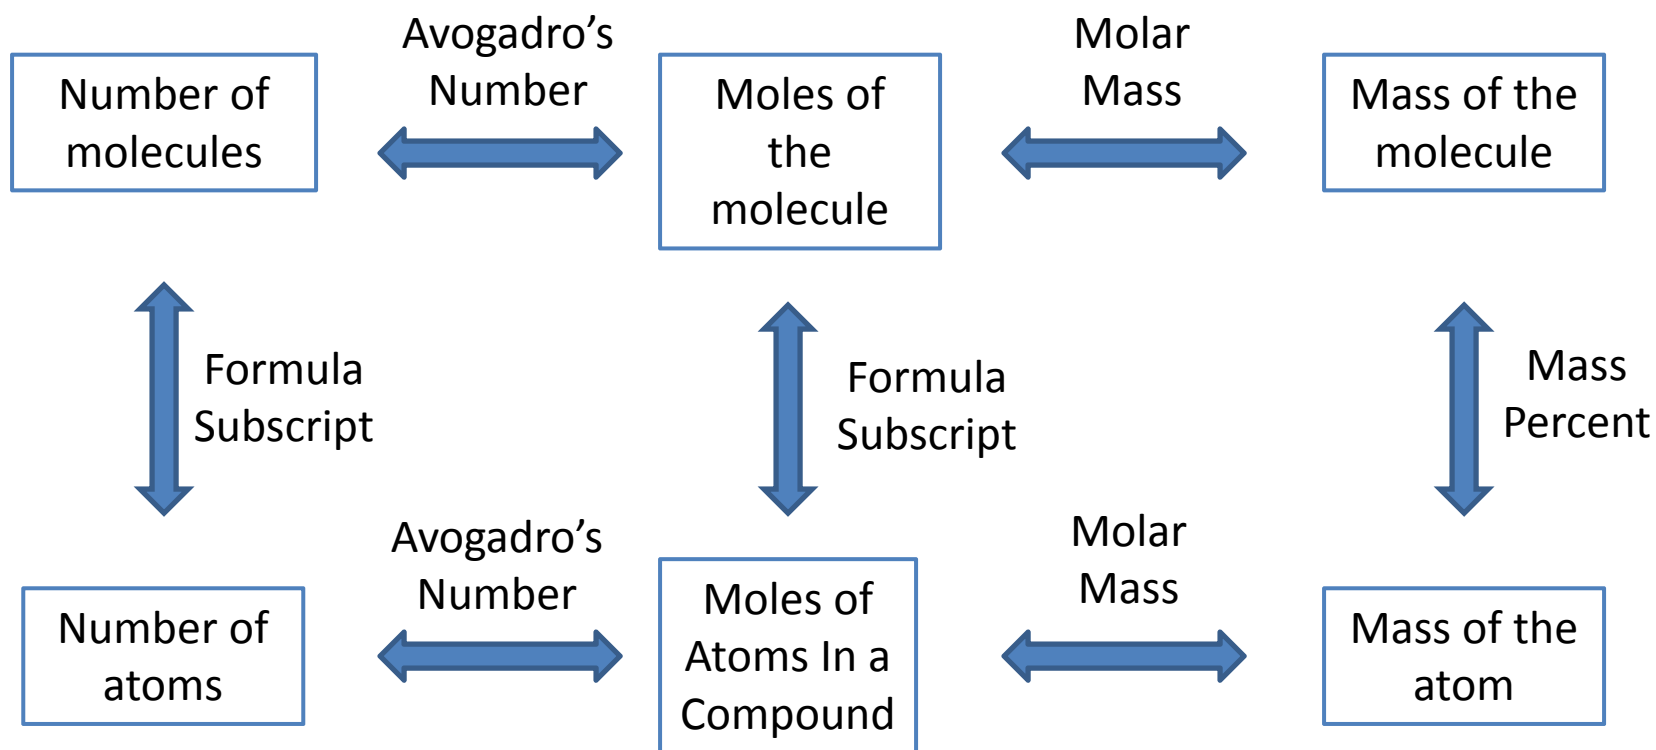 Number of
molecules
Avogadro’s
Number
Moles of
the
molecule
Molar
Mass
Mass of the
molecule
Formula
Subscript
Formula
Subscript
Mass
Percent
Number of
atoms
Avogadro’s
Number
Moles of
Atoms In a
Compound
Molar
Mass
Mass of the
atom